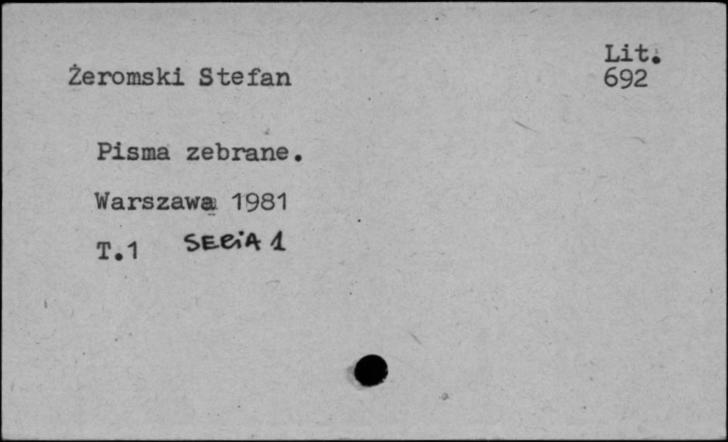 Lit.
Żeromski Stefan 692
Pisma zebrane.
Warszawa 1981
T.1 SERIA 1